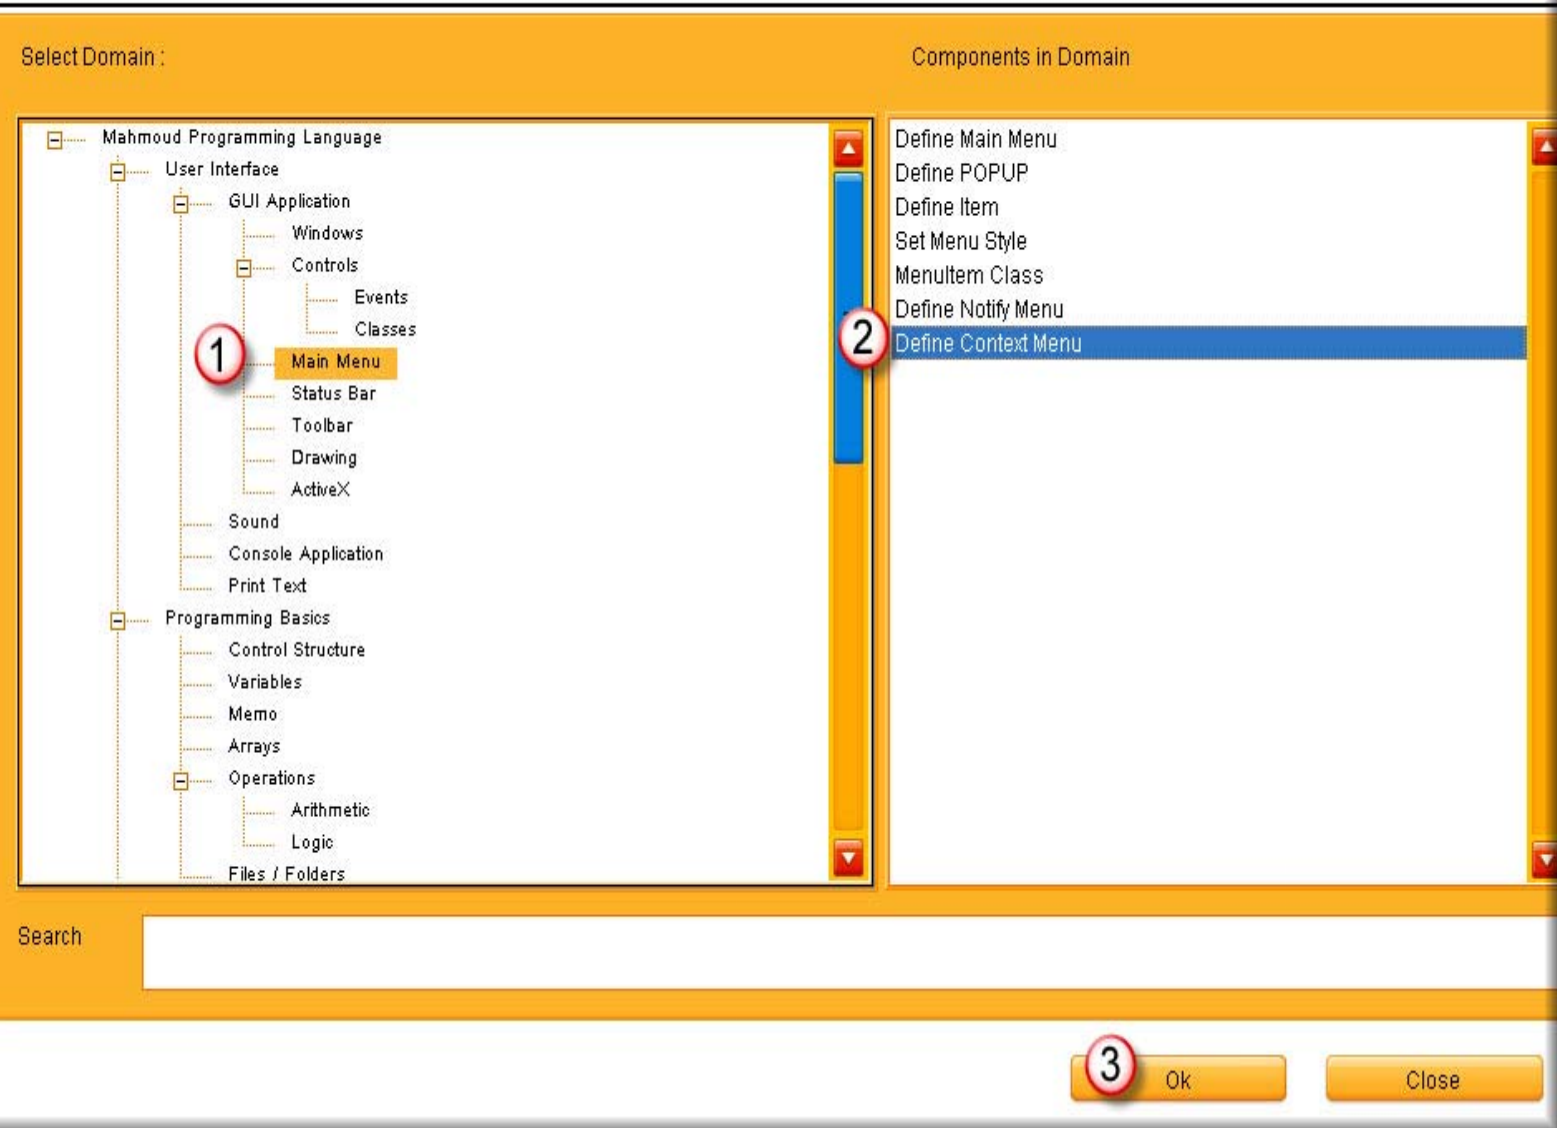 Select Domain :
Components in Domain
Mahmoud Programming Language
User Interface
GUI Application
Windows
Controls
Events
Classes
1
Main Menu
Status Bar
Toolbar
Drawing
ActiveX
Sound
Console Application
Print Text
Programming Basics
Control Structure
Variables
Memo
Arrays
Operations
Arithmetic
Logic
Files / Folders
Define Main Menu
Define POPUP
Define Item
Set Menu Style
MenuItem Class
Define Notify Menu
2
Define Context Menu
Search
3
Ok
Close